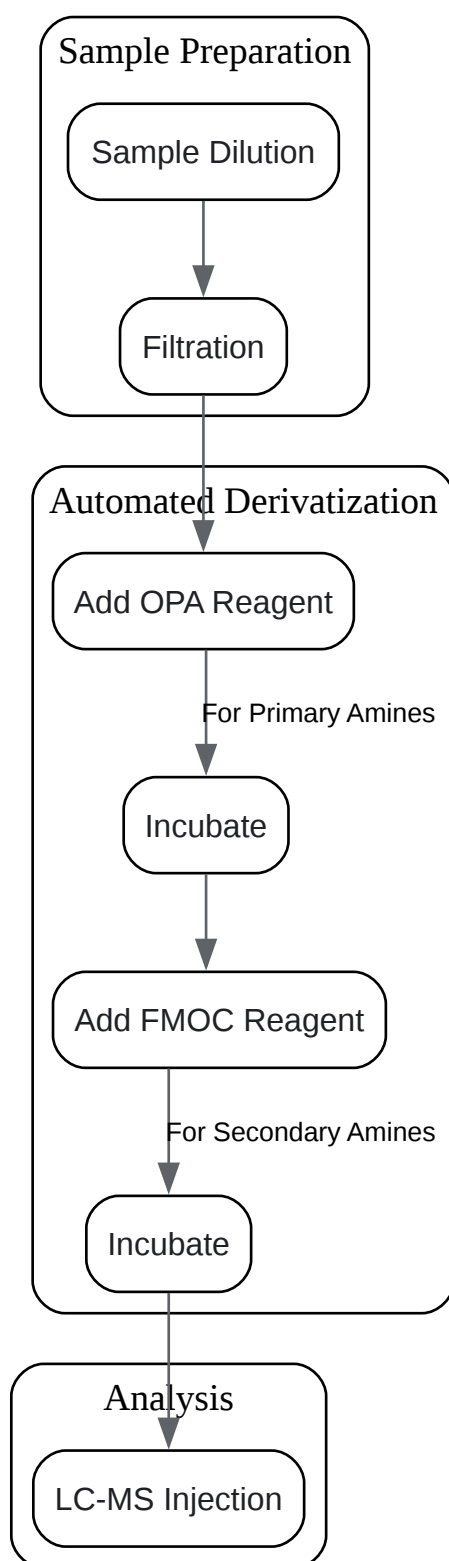 Sample Preparation
Sample Dilution
Filtration
Automated Derivatization
Add OPA Reagent
For Primary Amines
Incubate
Add FMOC Reagent
For Secondary Amines
Incubate
Analysis
LC-MS Injection